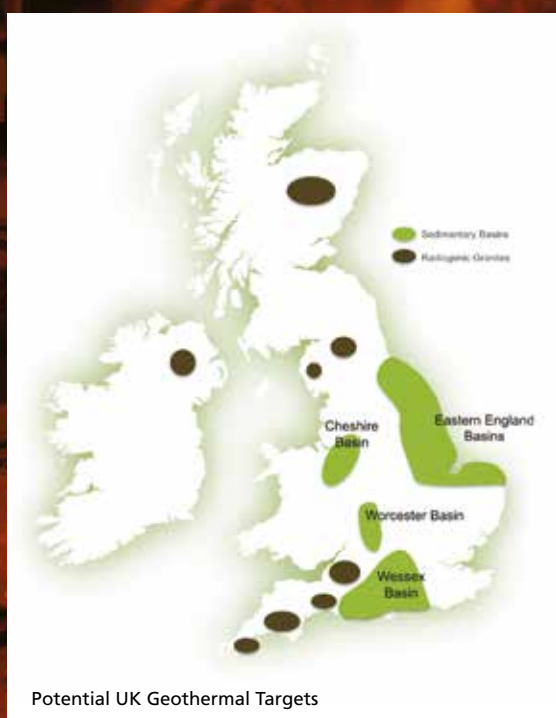 Sedimentary Basins
Radiogenic Granites
Cheshire
Basin
Eastern England
Basins
Worcester Basin
Wessex
Basin
Potential UK Geothermal Targets